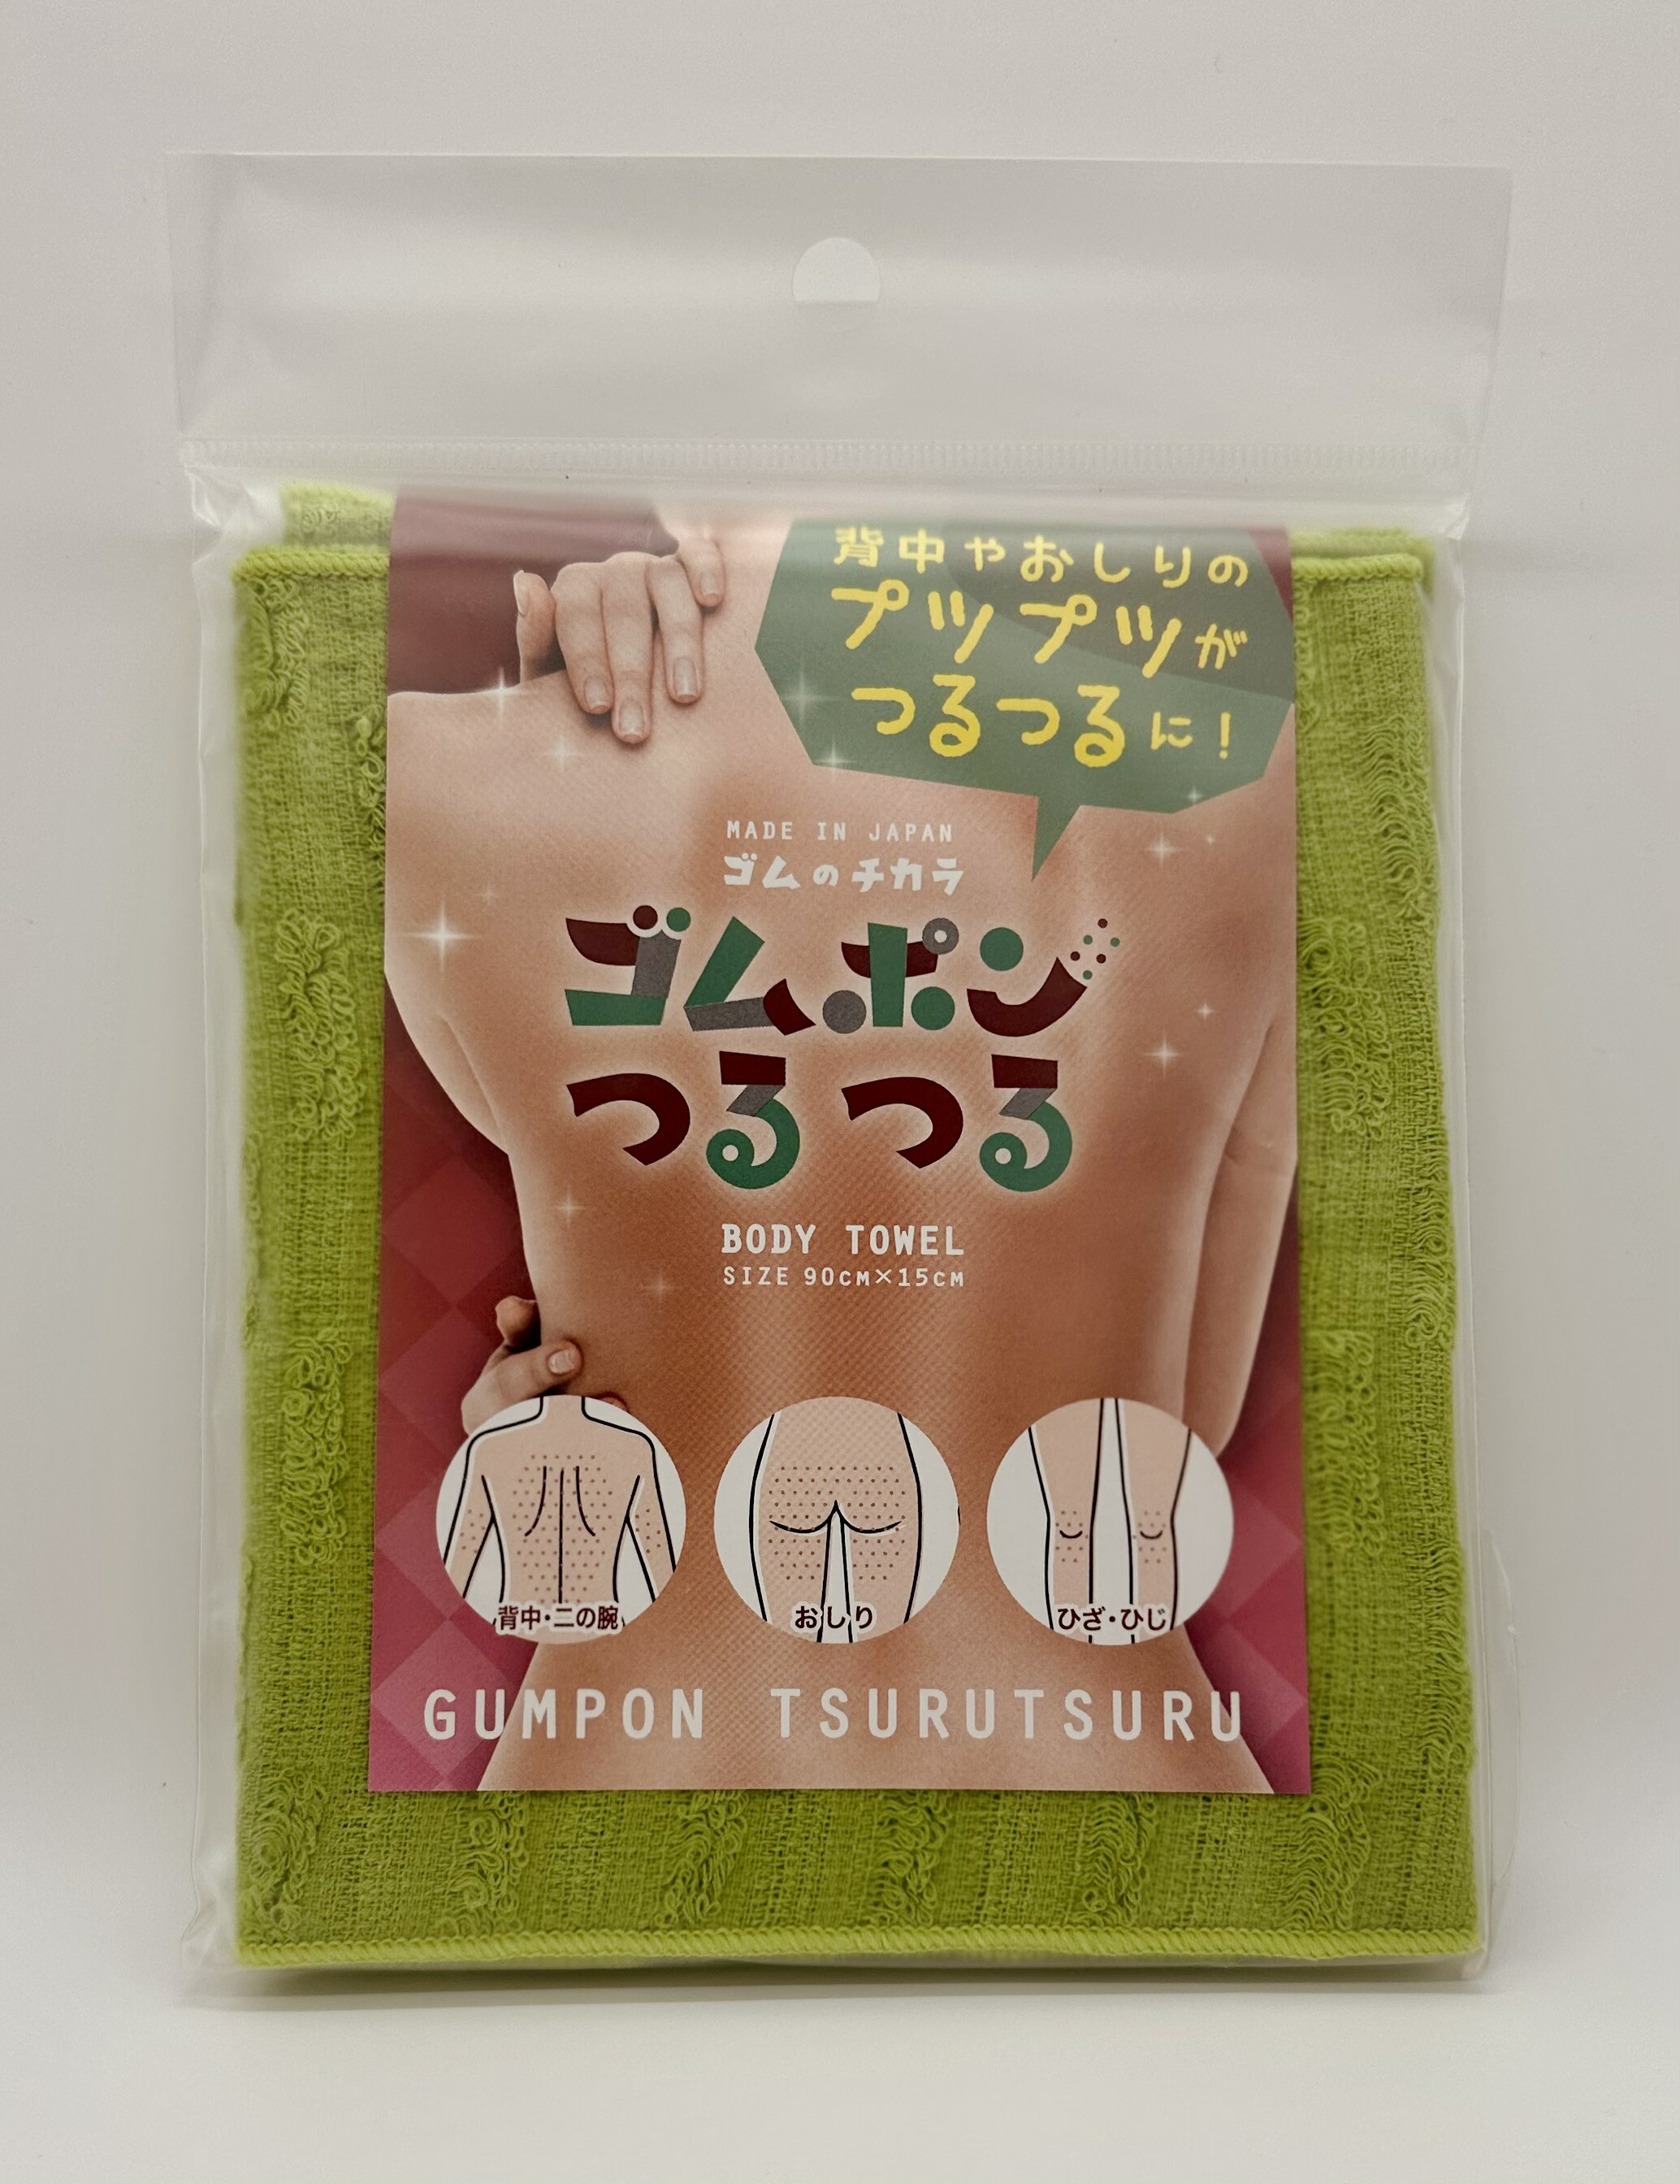 背中やおしりの
プツプツが
つるつるに!
MADE IN JAPAN
ゴムのチカラ
ゴムポン
つるつる
BODY TOWEL
SIZE 90CM×15CM
背中・二の腕
おしり
ひざ・ひじ
GUMPON TSURUTSURU